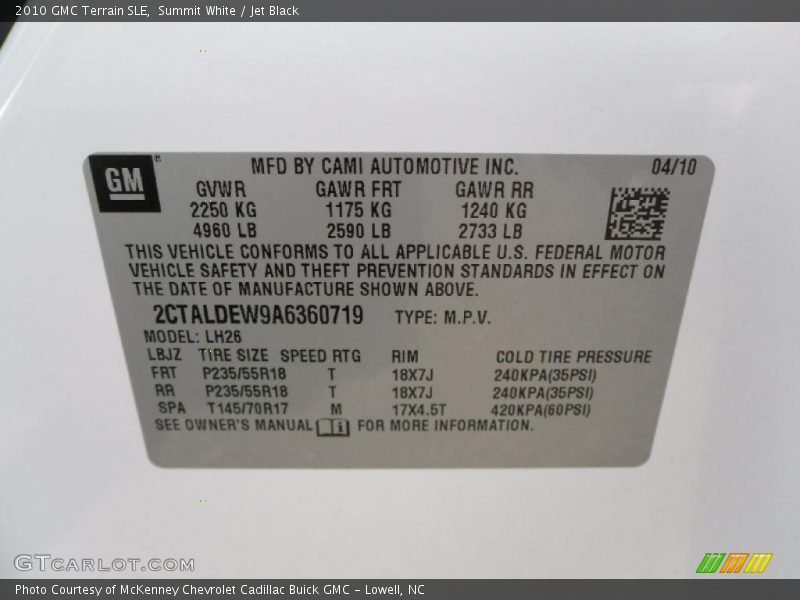 2010 GMC Terrain SLE, Summit White / Jet Black
GM
MFD BY CAMI AUTOMOTIVE INC. 04/10
GVWR GAWR FRT GAWR RR
2250 KG 1175 KG 1240 KG
4960 LB 2590 LB 2733 LB
THIS VEHICLE CONFORMS TO ALL APPLICABLE U.S. FEDERAL MOTOR
VEHICLE SAFETY AND THEFT PREVENTION STANDARDS IN EFFECT ON
THE DATE OF MANUFACTURE SHOWN ABOVE.
2CTALDEW9A6360719 TYPE: M.P.V.
MODEL: LH26
LBJZ TIRE SIZE SPEED RTG RIM COLD TIRE PRESSURE
FRT P235/55R18 T 18X7J 240KPA(35PSI)
RR P235/55R18 T 18X7J 240KPA(35PSI)
SPA T145/70R17 M 17X4.5T 420KPA(60PSI)
SEE OWNER'S MANUAL i FOR MORE INFORMATION.
GTCARLOT.COM
Photo Courtesy of McKenney Chevrolet Cadillac Buick GMC - Lowell, NC